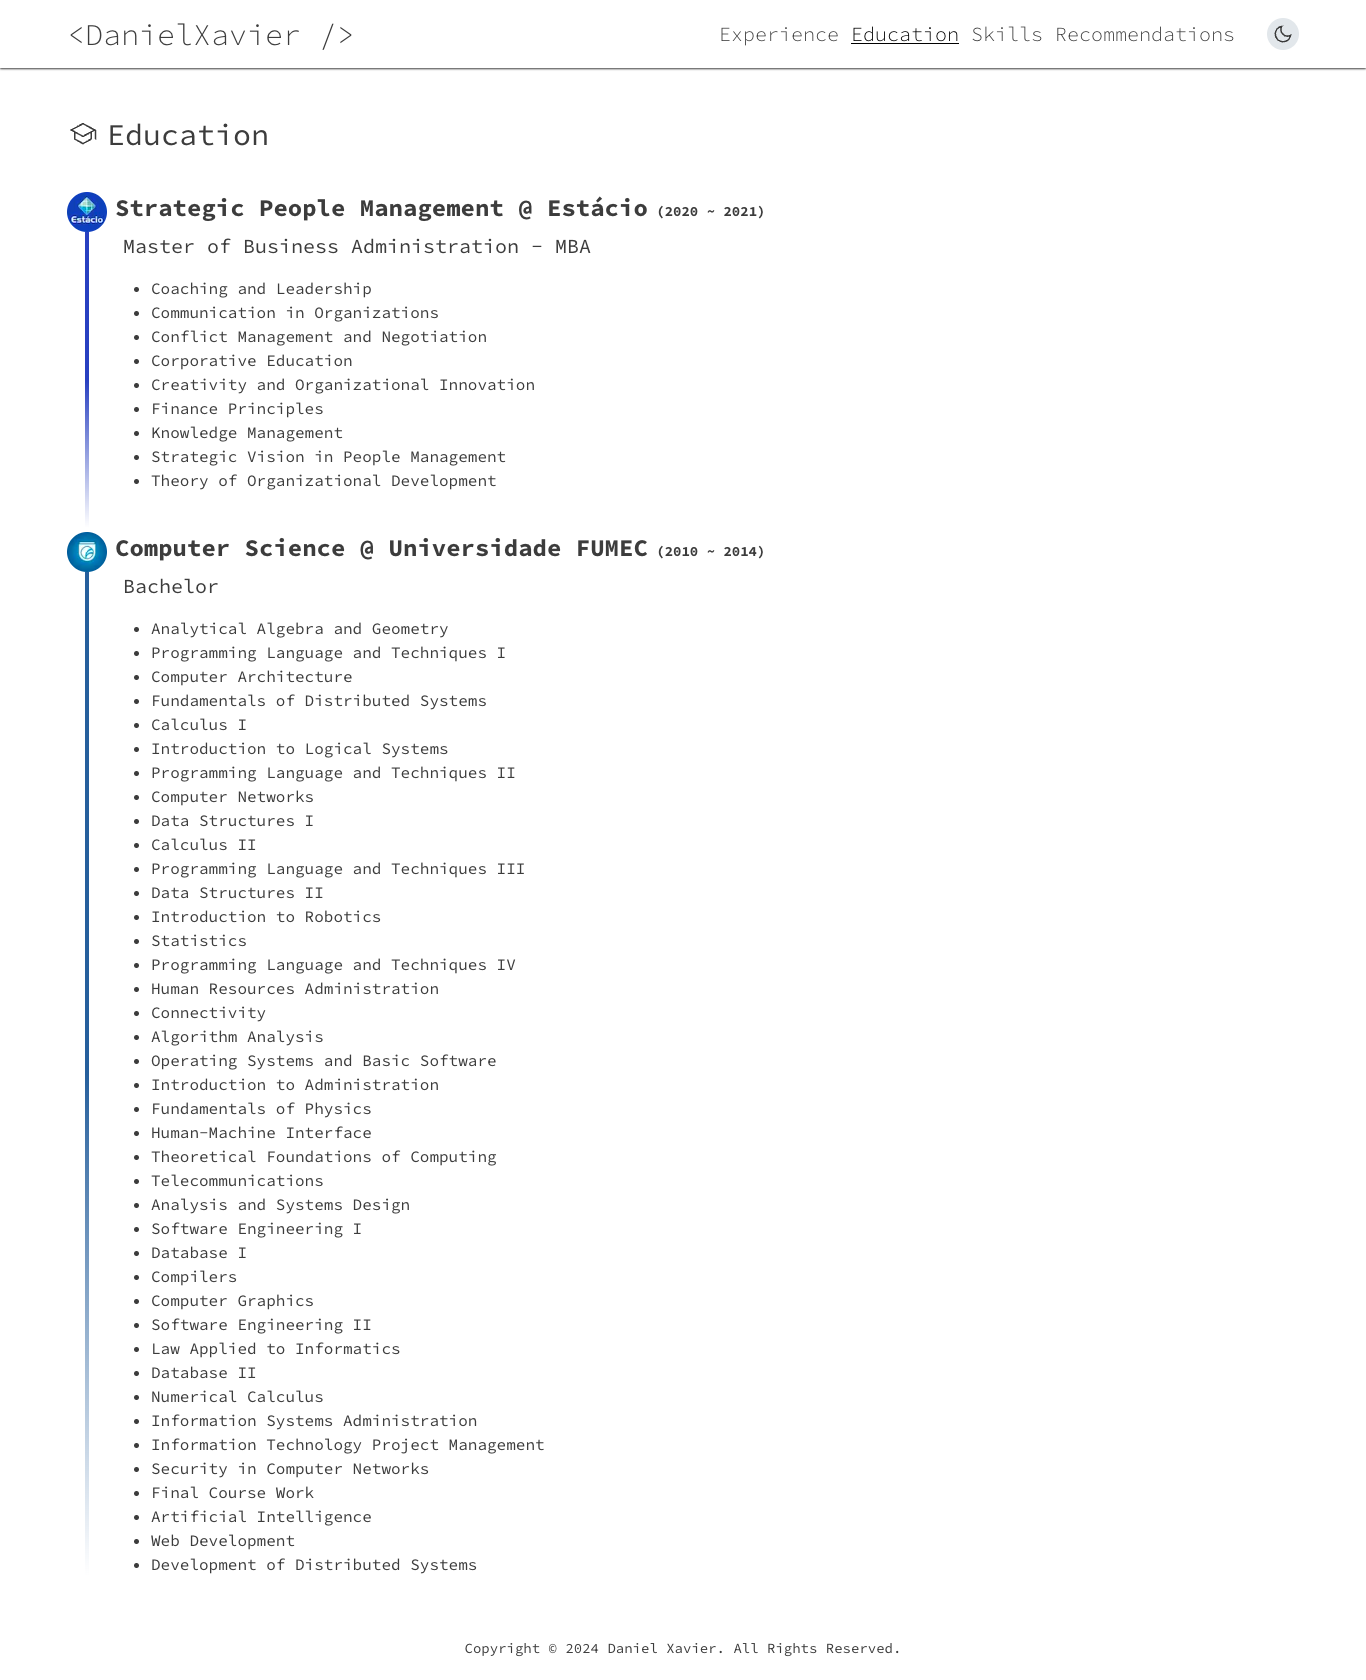 <DanielXavier />
Experience Education Skills Recommendations
Education
Estácio
Strategic People Management @ Estácio (2020 ~ 2021)
Master of Business Administration - MBA
• Coaching and Leadership
• Communication in Organizations
• Conflict Management and Negotiation
• Corporative Education
• Creativity and Organizational Innovation
• Finance Principles
• Knowledge Management
• Strategic Vision in People Management
• Theory of Organizational Development
Computer Science @ Universidade FUMEC (2010 ~ 2014)
Bachelor
• Analytical Algebra and Geometry
• Programming Language and Techniques I
• Computer Architecture
• Fundamentals of Distributed Systems
• Calculus I
• Introduction to Logical Systems
• Programming Language and Techniques II
• Computer Networks
• Data Structures I
• Calculus II
• Programming Language and Techniques III
• Data Structures II
• Introduction to Robotics
• Statistics
• Programming Language and Techniques IV
• Human Resources Administration
• Connectivity
• Algorithm Analysis
• Operating Systems and Basic Software
• Introduction to Administration
• Fundamentals of Physics
• Human-Machine Interface
• Theoretical Foundations of Computing
• Telecommunications
• Analysis and Systems Design
• Software Engineering I
• Database I
• Compilers
• Computer Graphics
• Software Engineering II
• Law Applied to Informatics
• Database II
• Numerical Calculus
• Information Systems Administration
• Information Technology Project Management
• Security in Computer Networks
• Final Course Work
• Artificial Intelligence
• Web Development
• Development of Distributed Systems
Copyright © 2024 Daniel Xavier. All Rights Reserved.